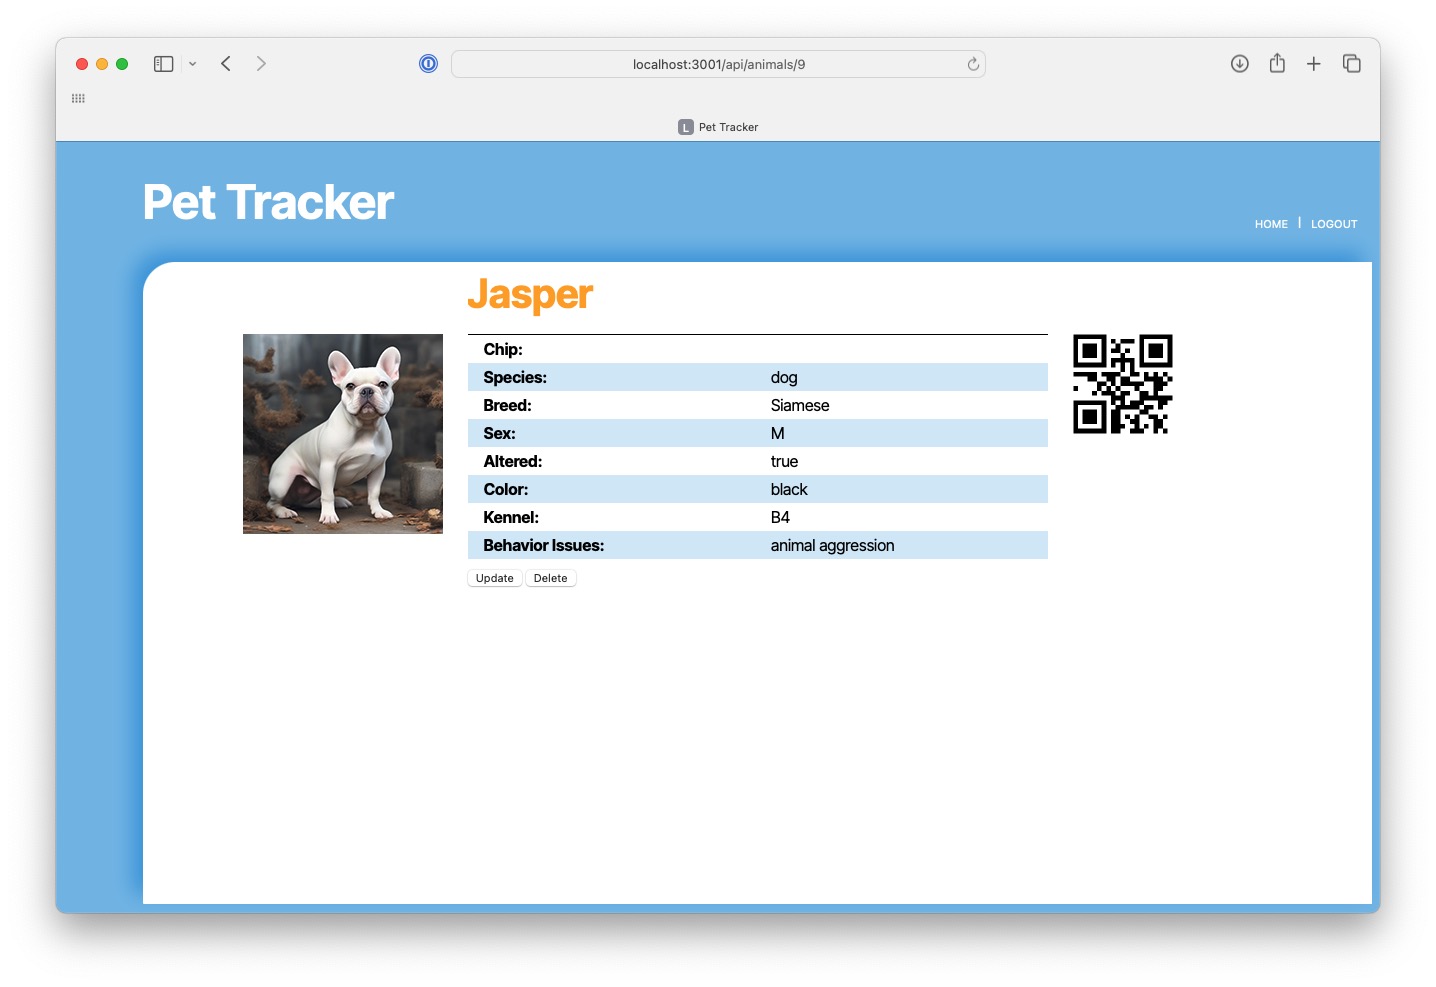 localhost:3001/api/animals/9
L Pet Tracker
Pet Tracker
HOME | LOGOUT
Jasper
Chip:
Species: dog
Breed: Siamese
Sex: M
Altered: true
Color: black
Kennel: B4
Behavior Issues: animal aggression
Update Delete